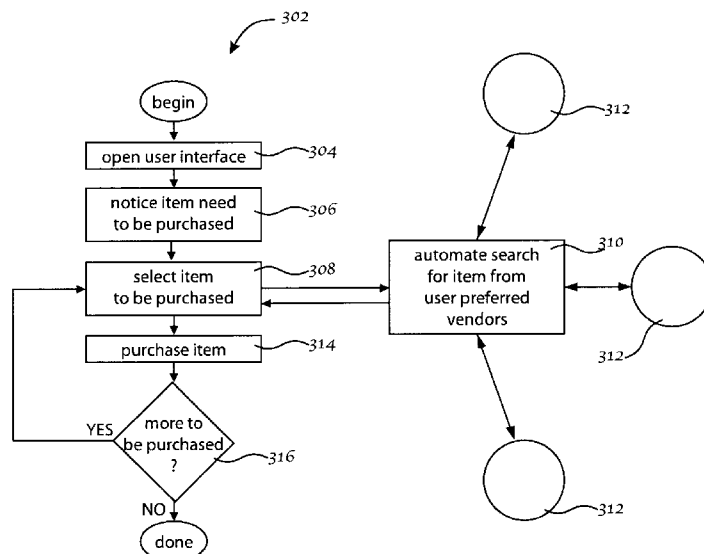 302
begin
312
open user interface
304
notice item need
to be purchased
306
select item
to be purchased
308
automate search
for item from
user preferred
vendors
310
312
purchase item
314
YES
more to
be purchased
?
316
NO
312
done